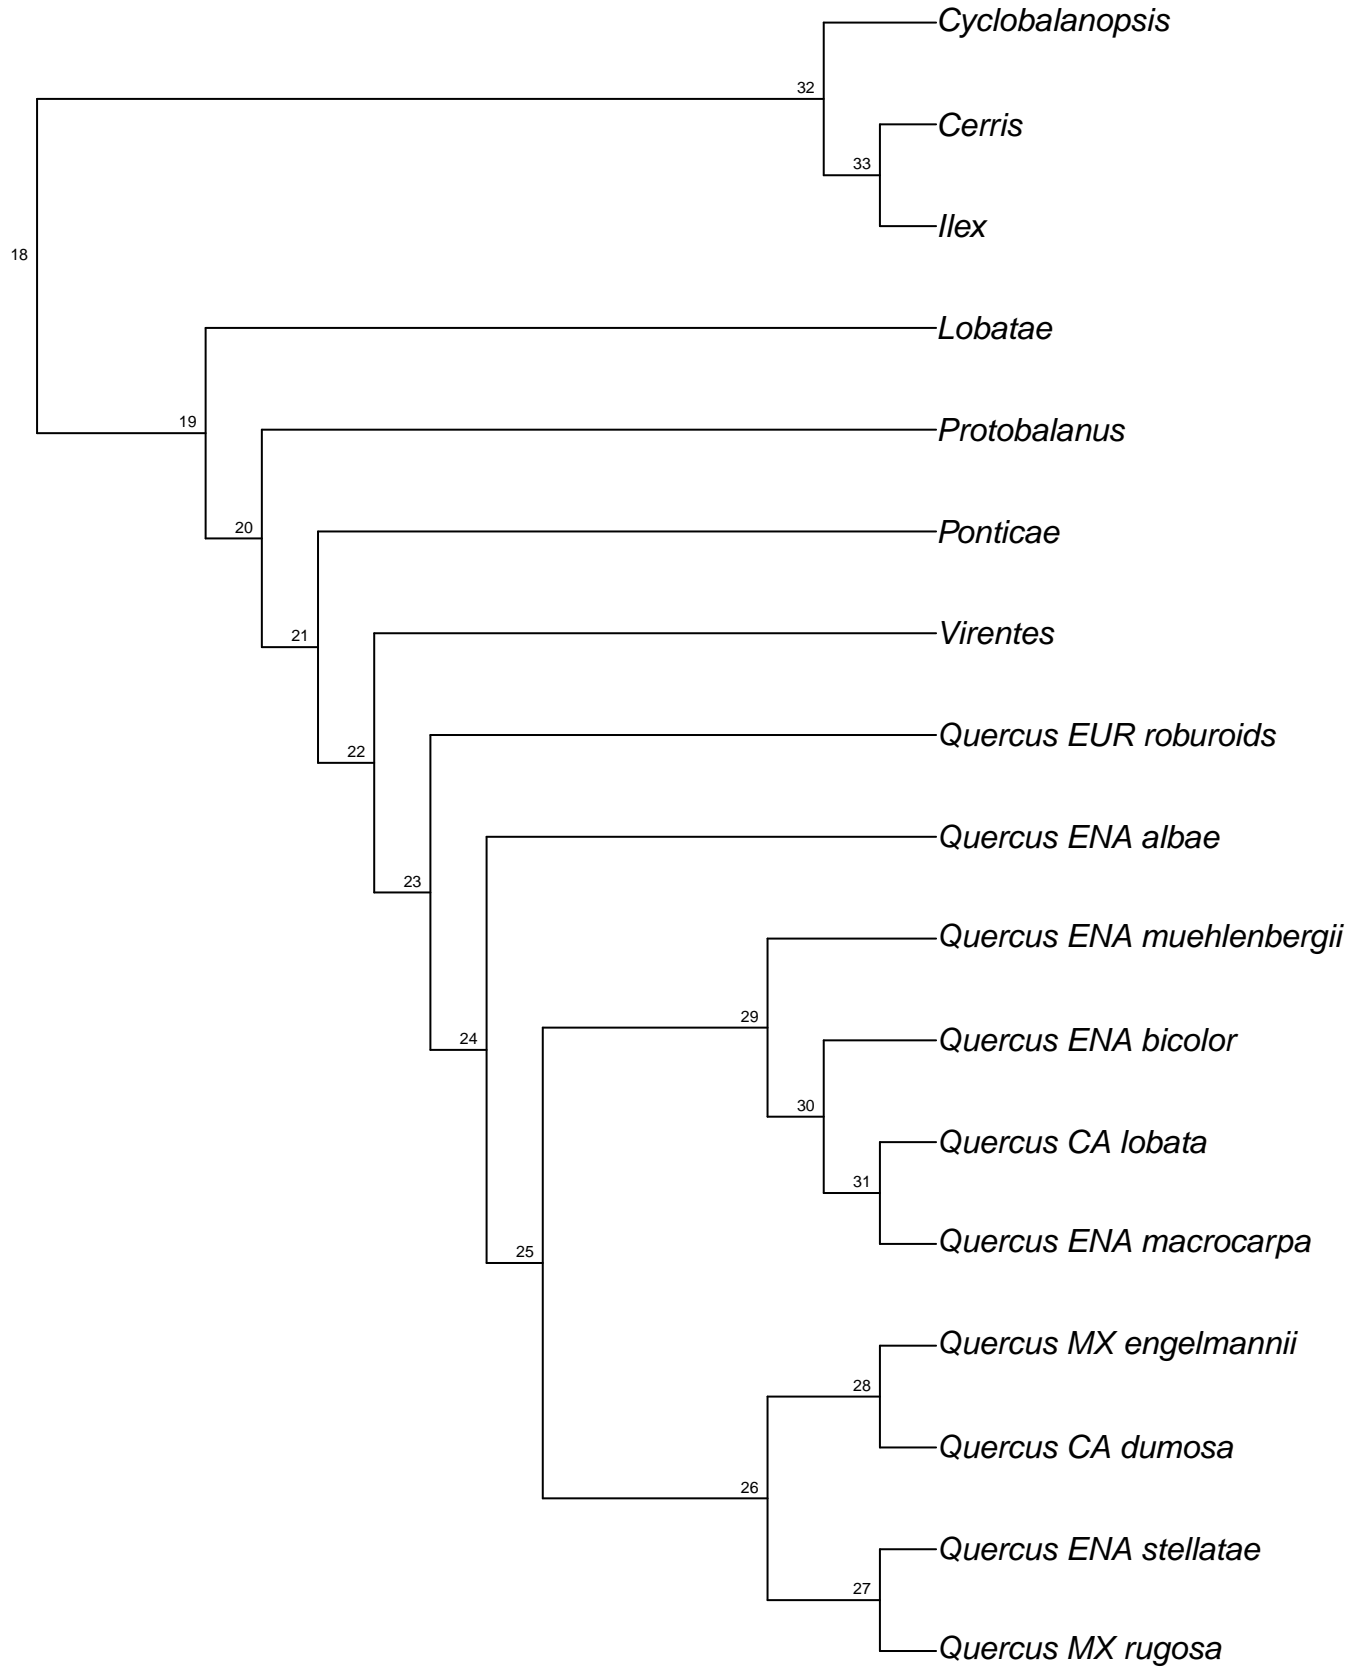 Cyclobalanopsis
32
Cerris
33
Ilex
18
Lobatae
19
Protobalanus
20
Ponticae
21
Virentes
22
Quercus EUR roburoids
Quercus ENA albae
23
Quercus ENA muehlenbergii
29
24
Quercus ENA bicolor
30
Quercus CA lobata
31
Quercus ENA macrocarpa
25
Quercus MX engelmannii
28
Quercus CA dumosa
26
Quercus ENA stellatae
27
Quercus MX rugosa